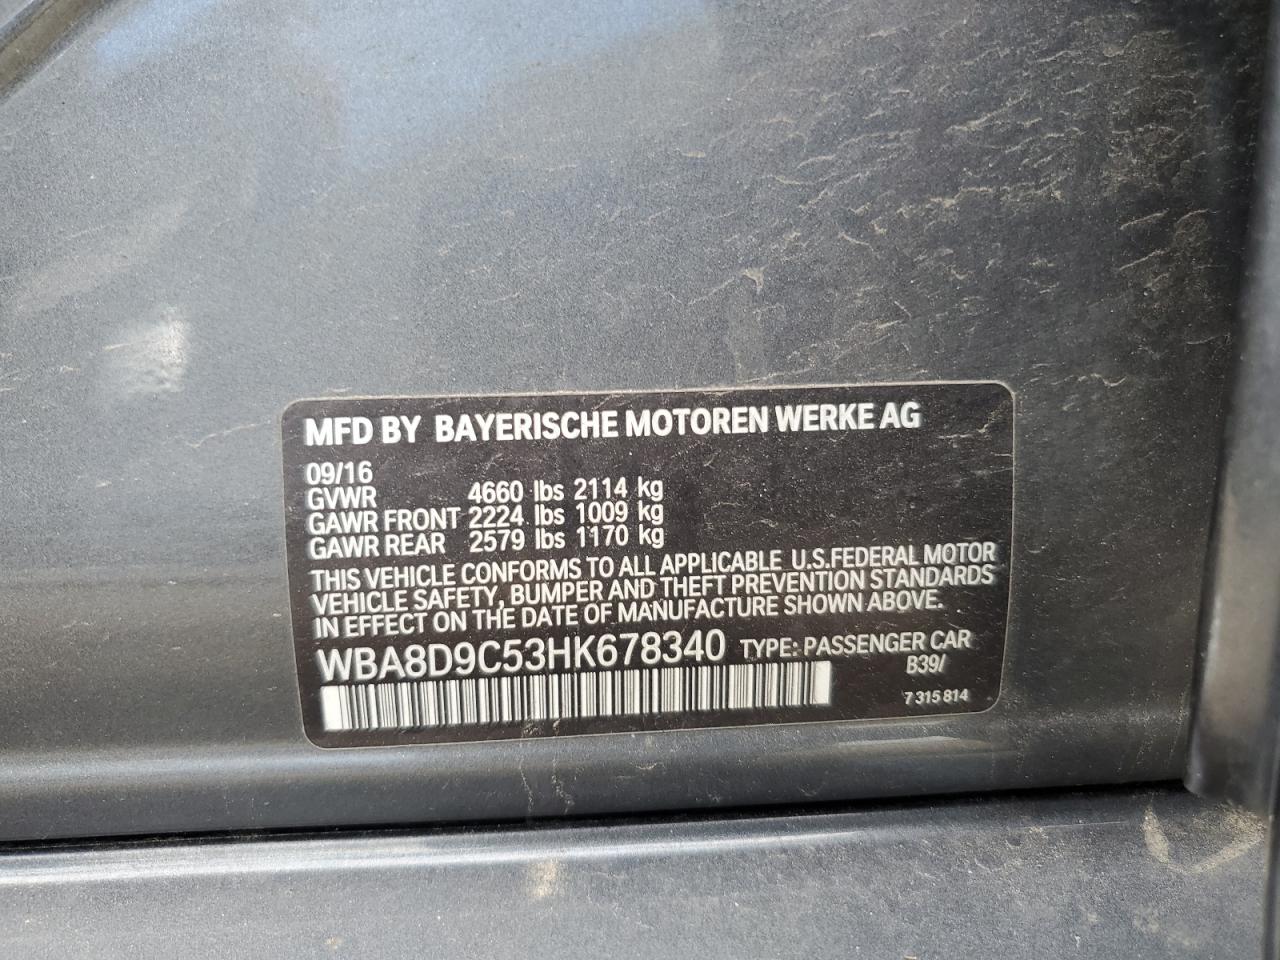 MFD BY BAYERISCHE MOTOREN WERKE AG
09/16
GVWR 4660 lbs 2114 kg
GAWR FRONT 2224 lbs 1009 kg
GAWR REAR 2579 lbs 1170 kg
THIS VEHICLE CONFORMS TO ALL APPLICABLE U.S.FEDERAL MOTOR
VEHICLE SAFETY, BUMPER AND THEFT PREVENTION STANDARDS
IN EFFECT ON THE DATE OF MANUFACTURE SHOWN ABOVE.
WBA8D9C53HK678340 TYPE: PASSENGER CAR
B39/
7 315 814